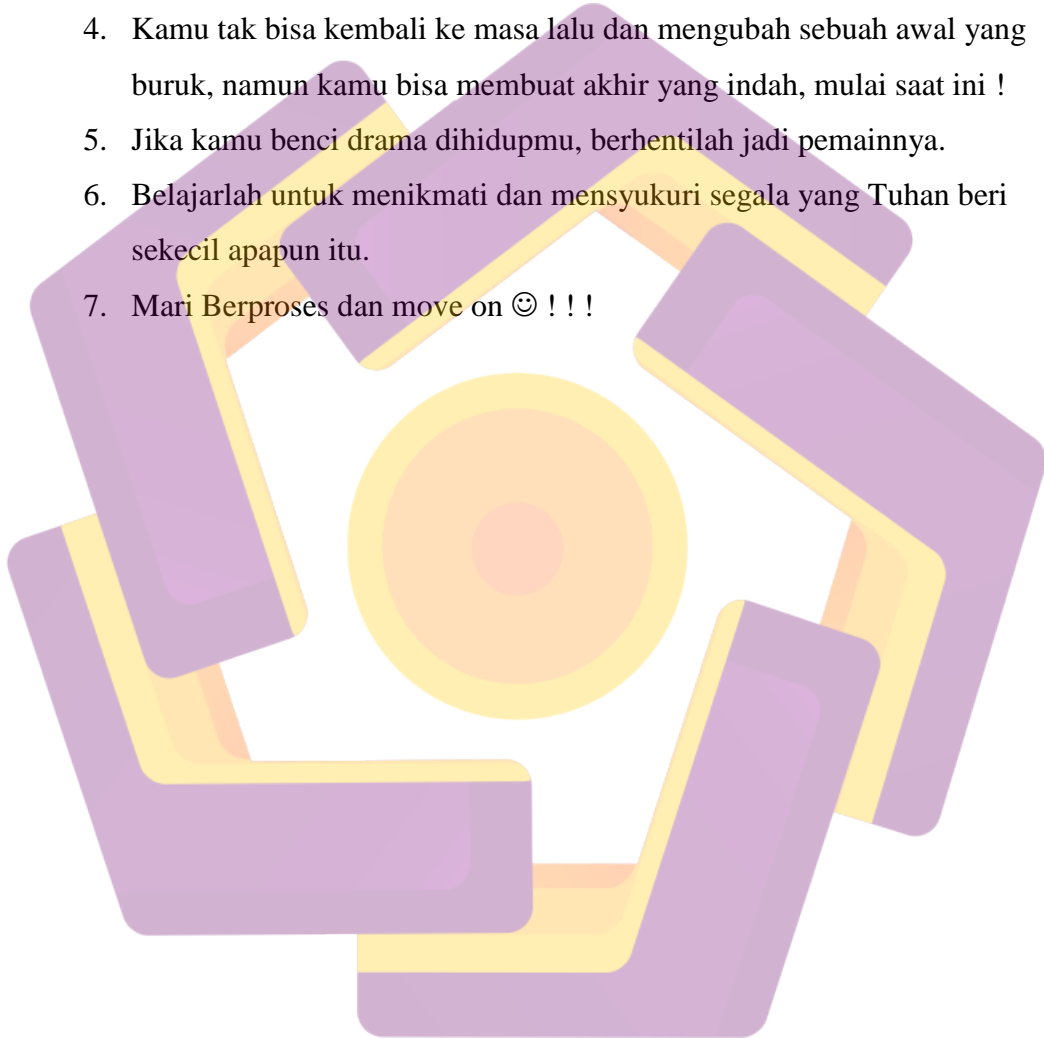 4. Kamu tak bisa kembali ke masa lalu dan mengubah sebuah awal yang
buruk, namun kamu bisa membuat akhir yang indah, mulai saat ini !
5. Jika kamu benci drama dihidupmu, berhentilah jadi pemainnya.
6. Belajarlah untuk menikmati dan mensyukuri segala yang Tuhan beri
sekecil apapun itu.
7. Mari Berproses dan move on ☺ ! ! !